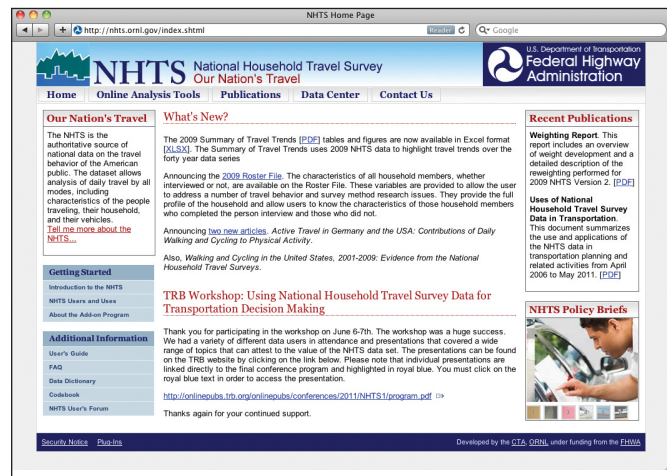 NHTS Home Page
http://nhts.ornl.gov/index.shtml
Reader
Google
NHTS National Household Travel Survey
Our Nation's Travel
U.S. Department of Transportation
Federal Highway
Administration
Home Online Analysis Tools Publications Data Center Contact Us
Our Nation's Travel
The NHTS is the
authoritative source of
national data on the travel
behavior of the American
public. The dataset allows
analysis of daily travel by all
modes, including
characteristics of the people
traveling, their household,
and their vehicles.
Tell me more about the
NHTS...
Getting Started
Introduction to the NHTS
NHTS Users and Uses
About the Add-on Program
Additional Information
User's Guide
FAQ
Data Dictionary
Codebook
NHTS User's Forum
What's New?
The 2009 Summary of Travel Trends [PDF] tables and figures are now available in Excel format
[XLSX]. The Summary of Travel Trends uses 2009 NHTS data to highlight travel trends over the
forty year data series
Announcing the 2009 Roster File. The characteristics of all household members, whether
interviewed or not, are available on the Roster File. These variables are provided to allow the user
to address a number of travel behavior and survey method research issues. They provide the full
profile of the household and allow users to know the characteristics of those household members
who completed the person interview and those who did not.
Announcing two new articles. Active Travel in Germany and the USA: Contributions of Daily
Walking and Cycling to Physical Activity.
Also, Walking and Cycling in the United States, 2001-2009: Evidence from the National
Household Travel Surveys.
TRB Workshop: Using National Household Travel Survey Data for
Transportation Decision Making
Thank you for participating in the workshop on June 6-7th. The workshop was a huge success.
We had a variety of different data users in attendance and presentations that covered a wide
range of topics that can attest to the value of the NHTS data set. The presentations can be found
on the TRB website by clicking on the link below. Please note that individual presentations are
linked directly to the final conference program and highlighted in royal blue. You must click on the
royal blue text in order to access the presentation.
http://onlinepubs.trb.org/onlinepubs/conferences/2011/NHTS1/program.pdf
Thanks again for your continued support.
Recent Publications
Weighting Report. This
report includes an overview
of weight development and a
detailed description of the
reweighting performed for
2009 NHTS Version 2. [PDF]
Uses of National
Household Travel Survey
Data in Transportation.
This document summarizes
the use and applications of
the NHTS data in
transportation planning and
related activities from April
2006 to May 2011. [PDF]
NHTS Policy Briefs
Security Notice Plug-Ins
Developed by the CTA, ORNL under funding from the FHWA